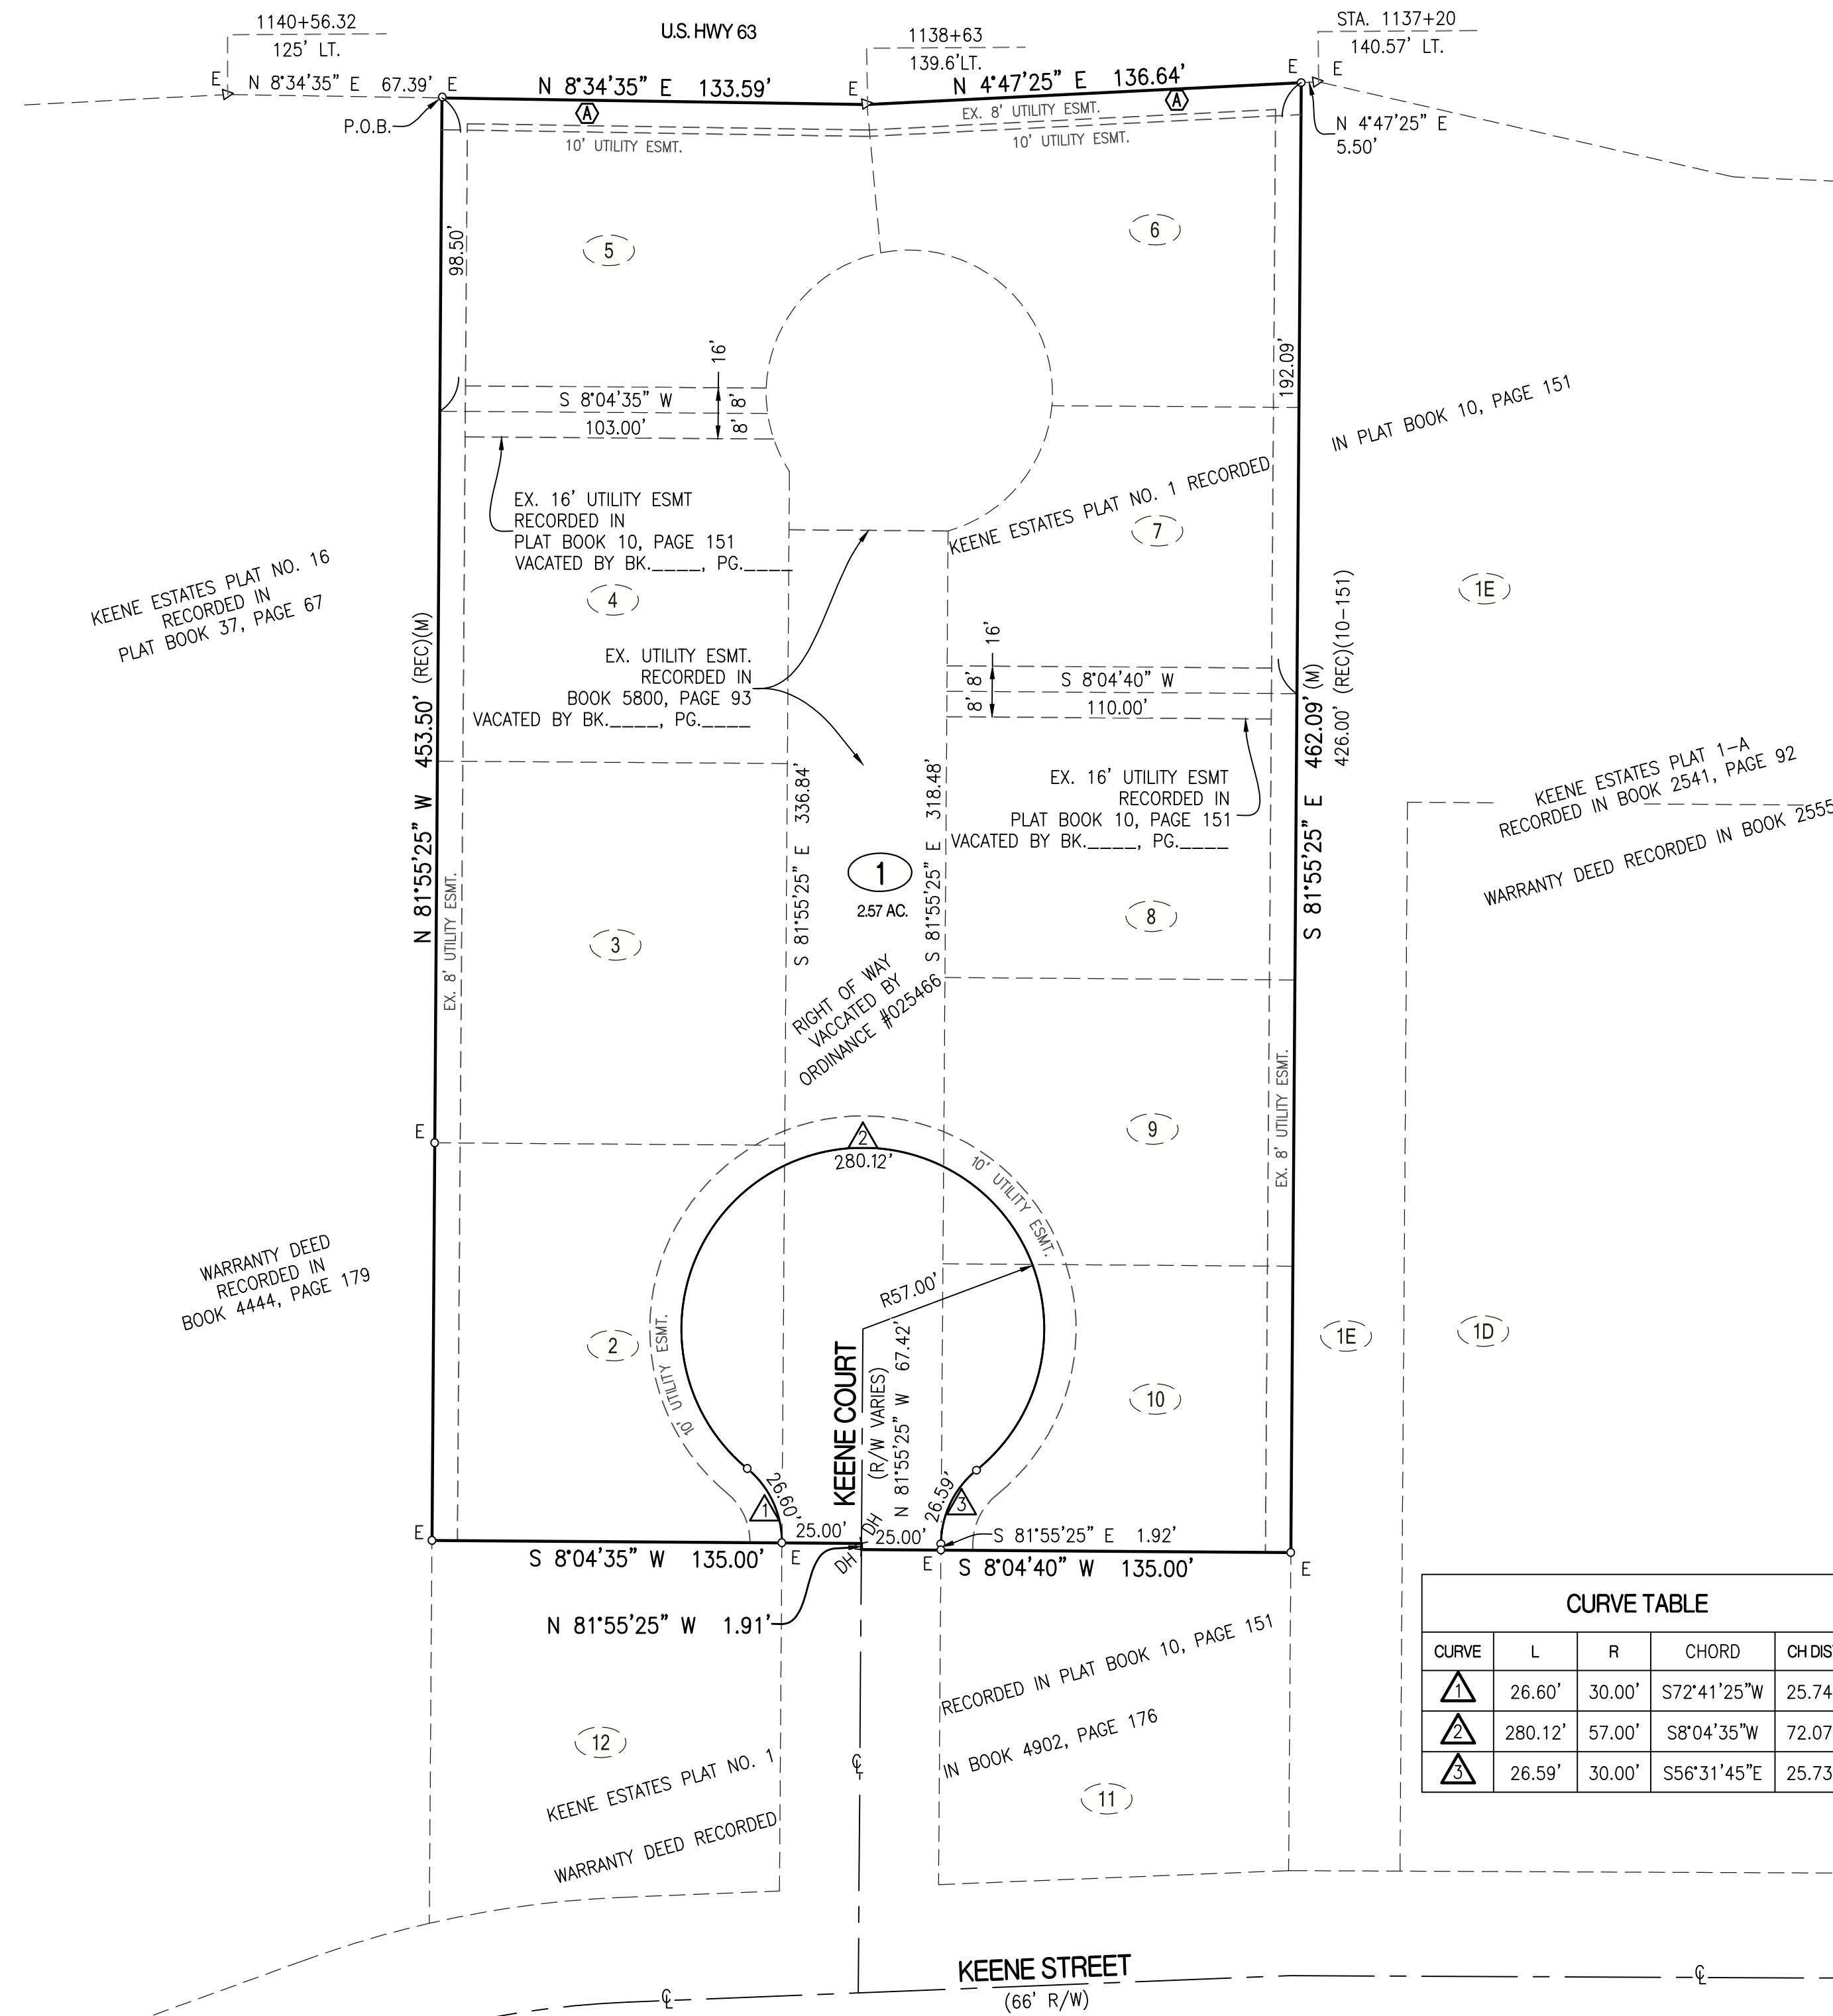 1140+56.32
125' LT.
U.S. HWY 63
1138+63
139.6'LT.
STA. 1137+20
140.57' LT.
E
N 8°34'35" E 67.39'
E
N 8°34'35" E 133.59'
E
N 4°47'25" E 136.64'
E
E
P.O.B.
A
A
EX. 8' UTILITY ESMT.
10' UTILITY ESMT.
10' UTILITY ESMT.
N 4°47'25" E
5.50'
98.50'
5
6
192.09'
16'
S 8°04'35" W
8'
103.00'
8'
IN PLAT BOOK 10, PAGE 151
KEENE ESTATES PLAT NO. 1 RECORDED
EX. 16' UTILITY ESMT
RECORDED IN
PLAT BOOK 10, PAGE 151
VACATED BY BK.____, PG.____
7
KEENE ESTATES PLAT NO. 16
RECORDED IN
PLAT BOOK 37, PAGE 67
4
1E
N 81°55'25" W 453.50' (REC)(M)
EX. UTILITY ESMT.
RECORDED IN
BOOK 5800, PAGE 93
VACATED BY BK.____, PG.____
16'
8'
S 8°04'40" W
8'
110.00'
S 81°55'25" E 462.09' (M)
426.00' (REC)(10-151)
S 81°55'25" E 336.84'
S 81°55'25" E 318.48'
EX. 16' UTILITY ESMT
RECORDED IN
PLAT BOOK 10, PAGE 151
VACATED BY BK.____, PG.____
KEENE ESTATES PLAT 1-A
RECORDED IN BOOK 2541, PAGE 92
WARRANTY DEED RECORDED IN BOOK 2555
1
2.57 AC.
EX. 8' UTILITY ESMT.
3
8
RIGHT OF WAY
VACCATED BY
ORDINANCE #025466
EX. 8' UTILITY ESMT.
E
9
2
280.12'
10' UTILITY ESMT.
WARRANTY DEED
RECORDED IN
BOOK 4444, PAGE 179
R57.00'
2
10' UTILITY ESMT.
KEENE COURT
(R/W VARIES)
N 81°55'25" W 67.42'
1E
1D
10
26.60'
1
26.59'
3
E
25.00'
DH
DH
25.00'
S 81°55'25" E 1.92'
S 8°04'35" W 135.00'
E
E
S 8°04'40" W 135.00'
E
N 81°55'25" W 1.91'
CURVE TABLE
CURVE L R CHORD CH DIS
1 26.60' 30.00' S72°41'25"W 25.74
2 280.12' 57.00' S8°04'35"W 72.07
3 26.59' 30.00' S56°31'45"E 25.73
RECORDED IN PLAT BOOK 10, PAGE 151
IN BOOK 4902, PAGE 176
12
KEENE ESTATES PLAT NO. 1
WARRANTY DEED RECORDED
11
℄
KEENE STREET
(66' R/W)
℄
℄